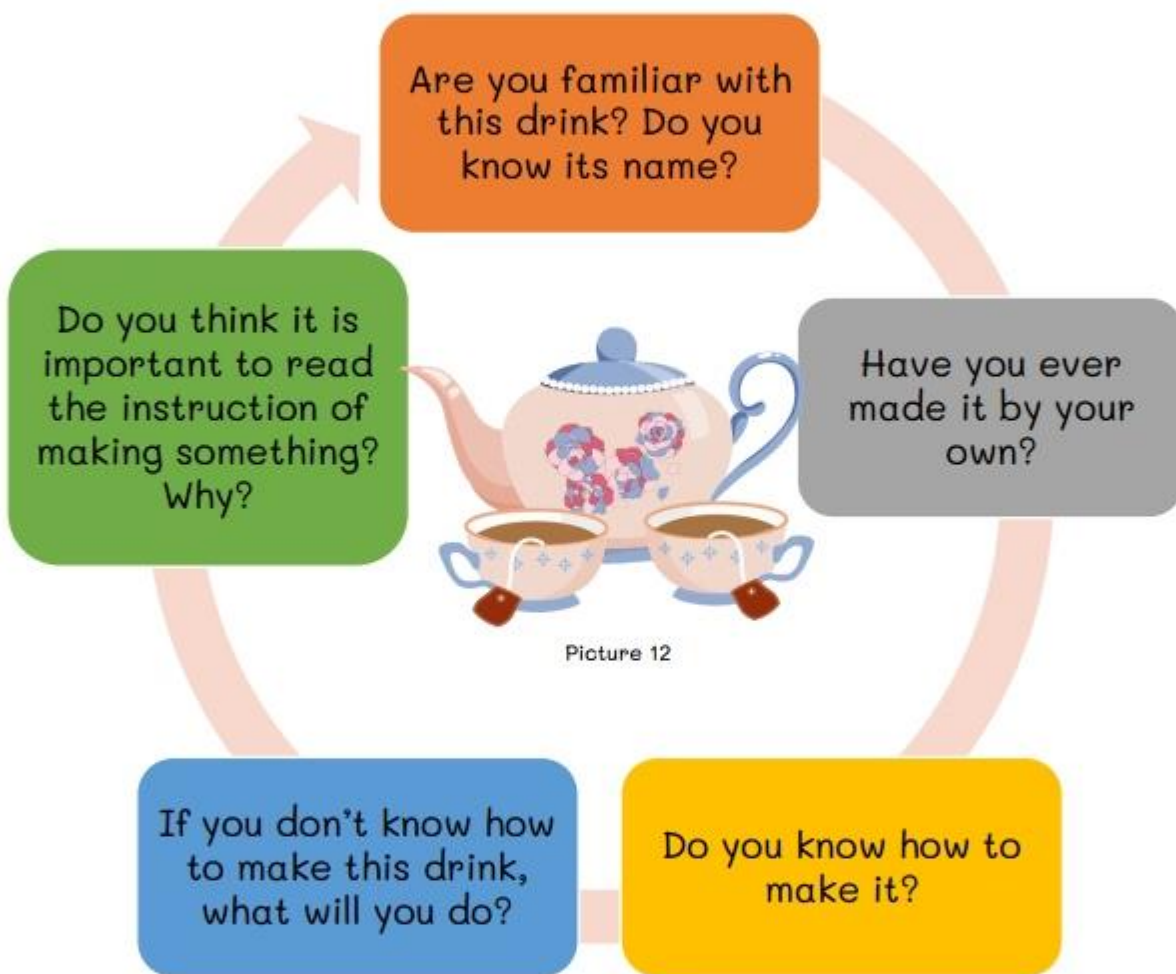 Are you familiar with
this drink? Do you
know its name?
Have you ever
made it by your
own?
Do you know how to
make it?
If you don't know how
to make this drink,
what will you do?
Do you think it is
important to read
the instruction of
making something?
Why?
Picture 12